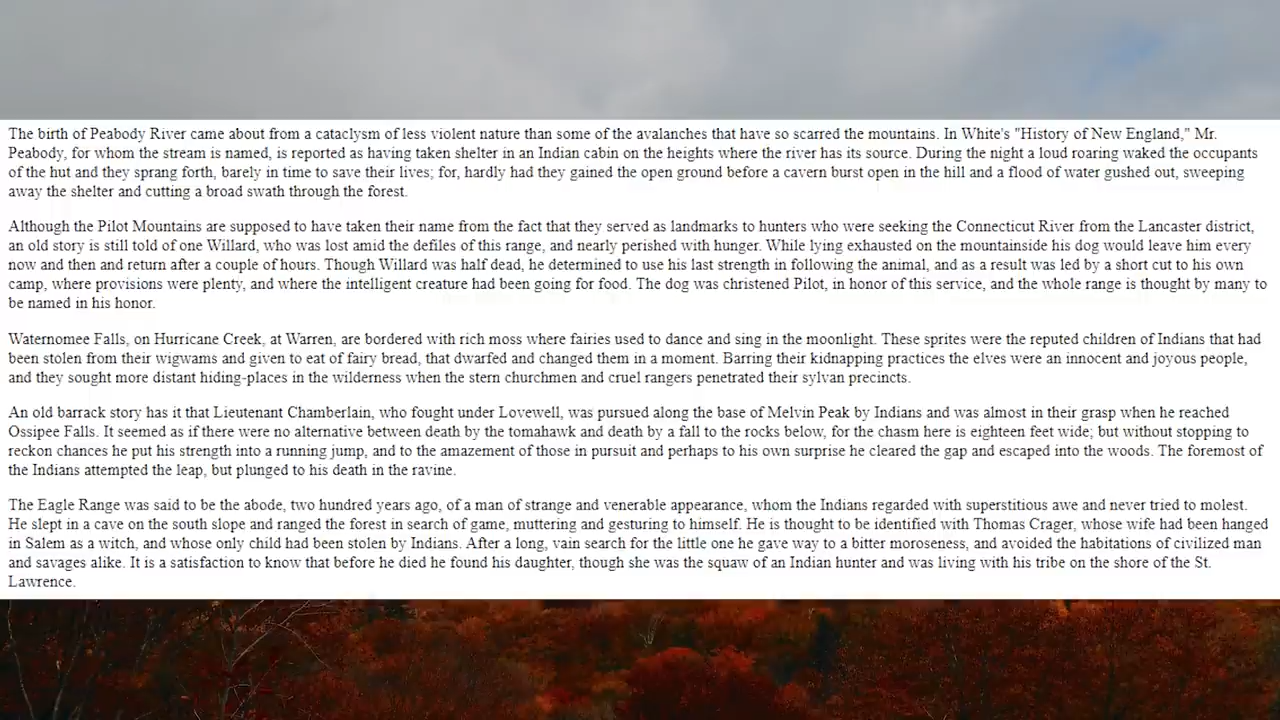 The birth of Peabody River came about from a cataclysm of less violent nature than some of the avalanches that have so scarred the mountains. In White's "History of New England," Mr.
Peabody, for whom the stream is named, is reported as having taken shelter in an Indian cabin on the heights where the river has its source. During the night a loud roaring waked the occupants
of the hut and they sprang forth, barely in time to save their lives; for, hardly had they gained the open ground before a cavern burst open in the hill and a flood of water gushed out, sweeping
away the shelter and cutting a broad swath through the forest.
Although the Pilot Mountains are supposed to have taken their name from the fact that they served as landmarks to hunters who were seeking the Connecticut River from the Lancaster district,
an old story is still told of one Willard, who was lost amid the defiles of this range, and nearly perished with hunger. While lying exhausted on the mountainside his dog would leave him every
now and then and return after a couple of hours. Though Willard was half dead, he determined to use his last strength in following the animal, and as a result was led by a short cut to his own
camp, where provisions were plenty, and where the intelligent creature had been going for food. The dog was christened Pilot, in honor of this service, and the whole range is thought by many to
be named in his honor.
Waternomee Falls, on Hurricane Creek, at Warren, are bordered with rich moss where fairies used to dance and sing in the moonlight. These sprites were the reputed children of Indians that had
been stolen from their wigwams and given to eat of fairy bread, that dwarfed and changed them in a moment. Barring their kidnapping practices the elves were an innocent and joyous people,
and they sought more distant hiding-places in the wilderness when the stern churchmen and cruel rangers penetrated their sylvan precincts.
An old barrack story has it that Lieutenant Chamberlain, who fought under Lovewell, was pursued along the base of Melvin Peak by Indians and was almost in their grasp when he reached
Ossipee Falls. It seemed as if there were no alternative between death by the tomahawk and death by a fall to the rocks below, for the chasm here is eighteen feet wide; but without stopping to
reckon chances he put his strength into a running jump, and to the amazement of those in pursuit and perhaps to his own surprise he cleared the gap and escaped into the woods. The foremost of
the Indians attempted the leap, but plunged to his death in the ravine.
The Eagle Range was said to be the abode, two hundred years ago, of a man of strange and venerable appearance, whom the Indians regarded with superstitious awe and never tried to molest.
He slept in a cave on the south slope and ranged the forest in search of game, muttering and gesturing to himself. He is thought to be identified with Thomas Crager, whose wife had been hanged
in Salem as a witch, and whose only child had been stolen by Indians. After a long, vain search for the little one he gave way to a bitter moroseness, and avoided the habitations of civilized man
and savages alike. It is a satisfaction to know that before he died he found his daughter, though she was the squaw of an Indian hunter and was living with his tribe on the shore of the St.
Lawrence.